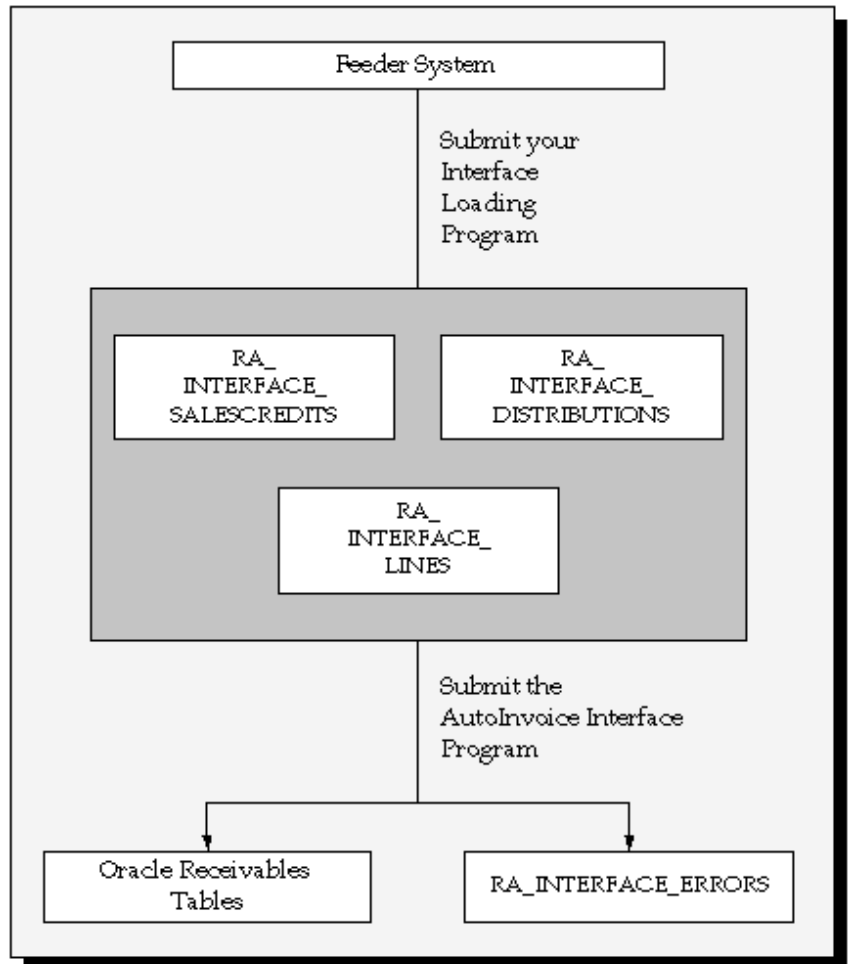 Feeder System
Submit your
Interface
Loading
Program
RA_
INTERFACE_
SALESCREDITS
RA_
INTERFACE_
DISTRIBUTIONS
RA_
INTERFACE_
LINES
Submit the
AutoInvoice Interface
Program
Oracle Receivables
Tables
RA_INTERFACE_ERRORS